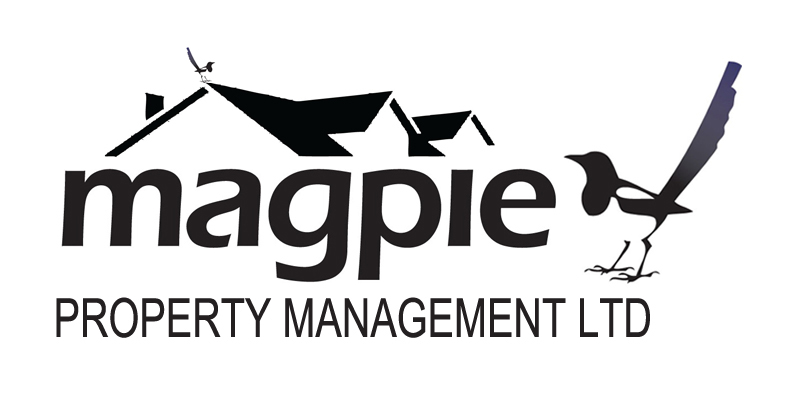 magpie
PROPERTY MANAGEMENT LTD